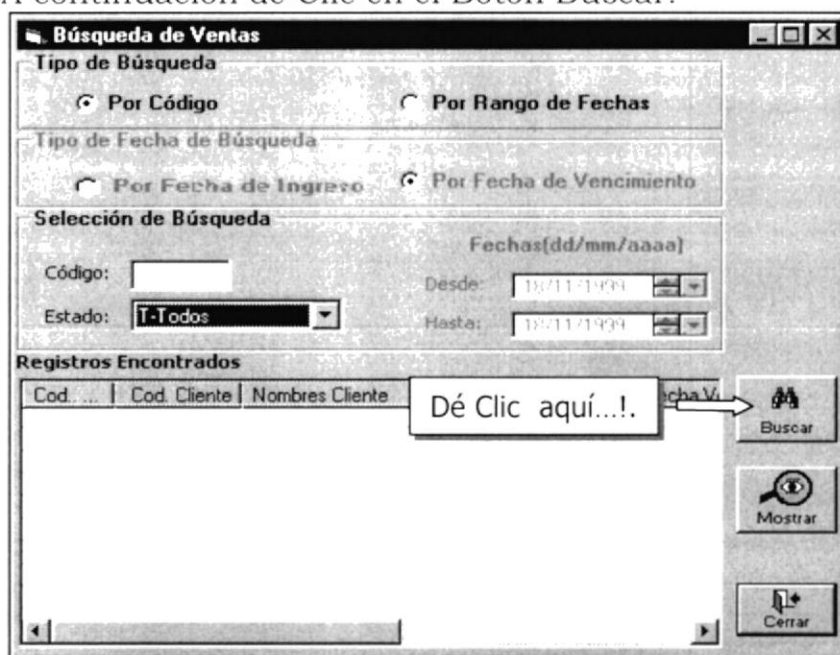 A continuación de Clic en el Botón Buscar.
Búsqueda de Ventas
Tipo de Búsqueda
Por Código
Por Rango de Fechas
Tipo de Fecha de Búsqueda
Por Fecha de Ingreso
Por Fecha de Vencimiento
Selección de Búsqueda
Fechas(dd/mm/aaaa)
Código:
Desde: 18/11/1999
Estado: T-Todos
Hasta: 18/11/1999
Registros Encontrados
Cod. ... Cod. Cliente Nombres Cliente
Dé Clic aquí...!.
Buscar
Mostrar
Cerrar